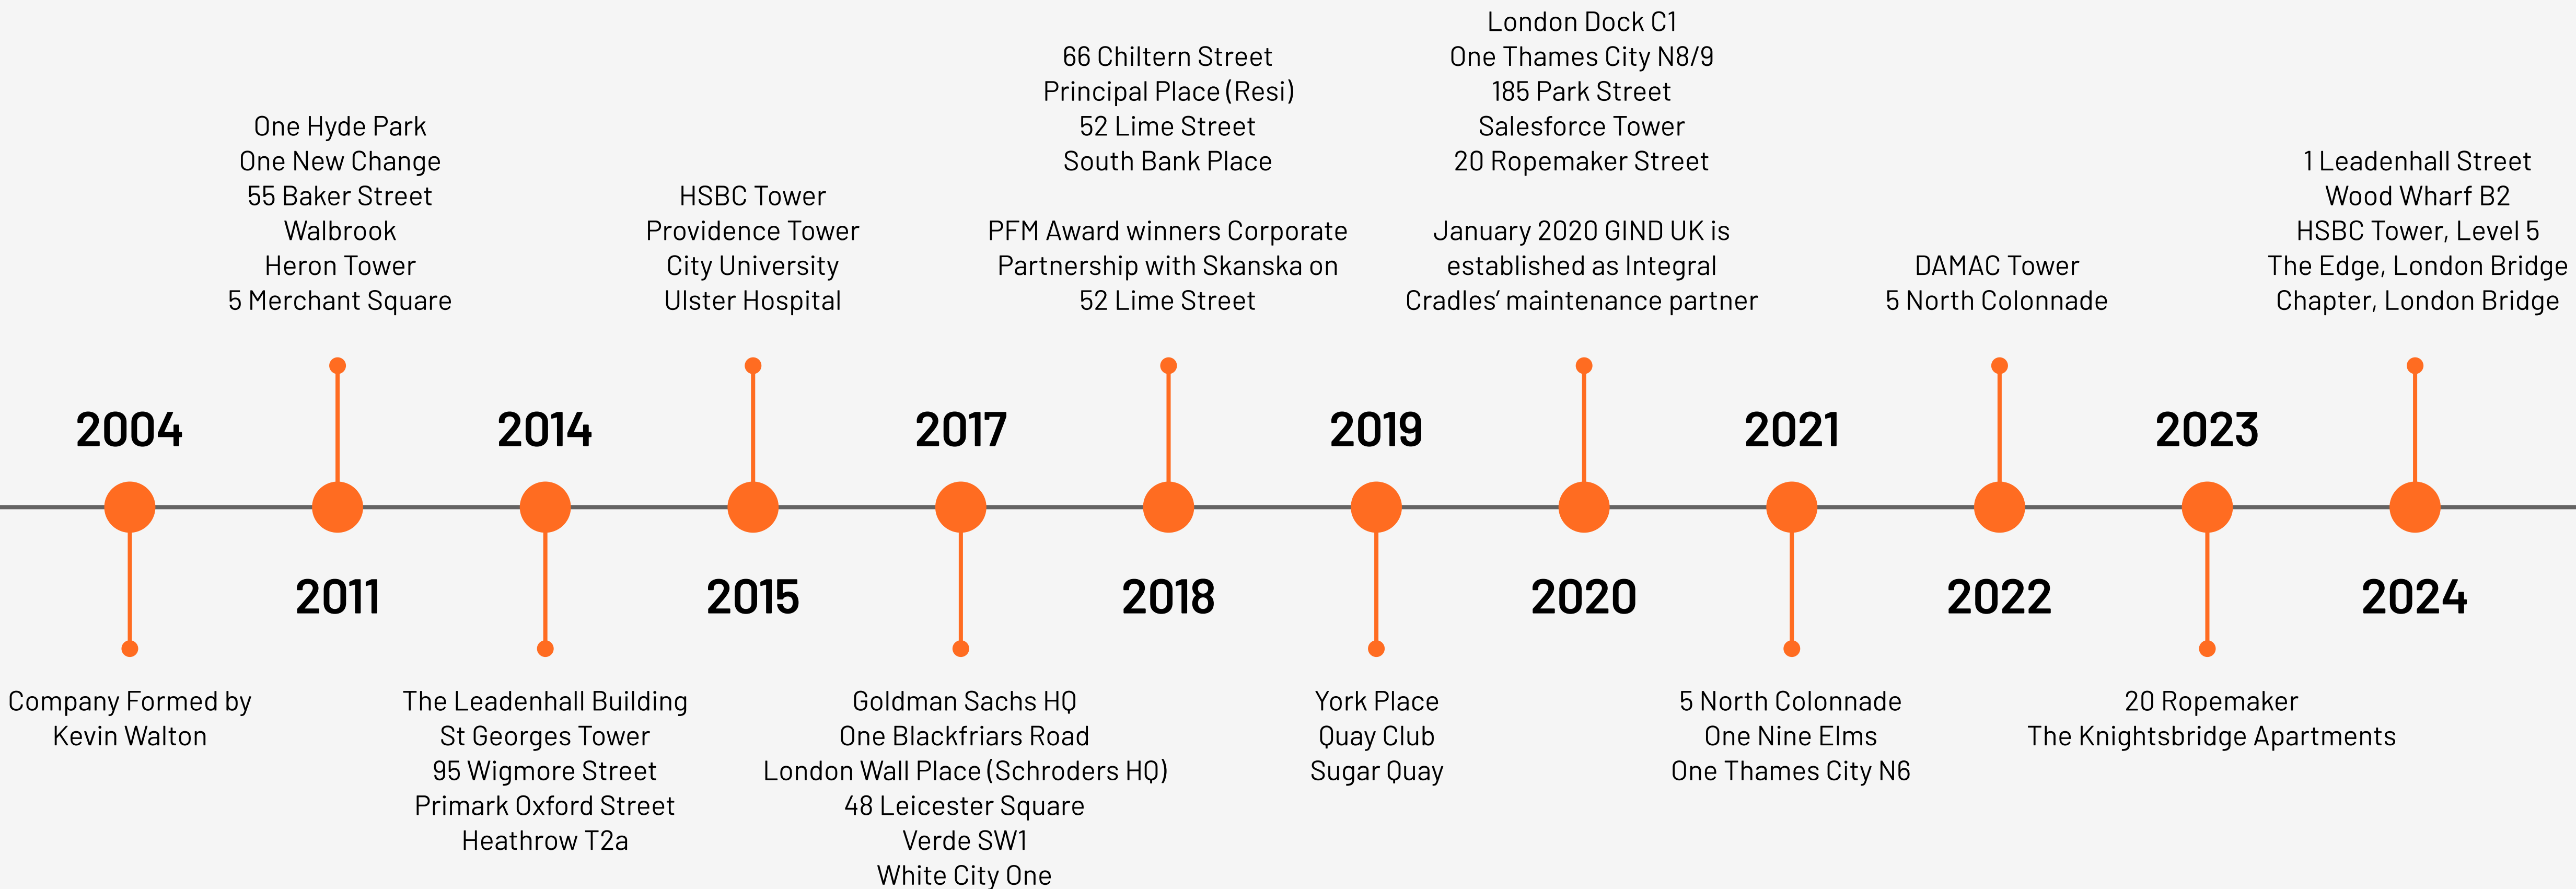 2004
Company Formed by
Kevin Walton
One Hyde Park
One New Change
55 Baker Street
Walbrook
Heron Tower
5 Merchant Square
2011
2014
The Leadenhall Building
St Georges Tower
95 Wigmore Street
Primark Oxford Street
Heathrow T2a
HSBC Tower
Providence Tower
City University
Ulster Hospital
2015
2017
Goldman Sachs HQ
One Blackfriars Road
London Wall Place (Schroders HQ)
48 Leicester Square
Verde SW1
White City One
66 Chiltern Street
Principal Place (Resi)
52 Lime Street
South Bank Place
PFM Award winners Corporate
Partnership with Skanska on
52 Lime Street
2018
2019
York Place
Quay Club
Sugar Quay
London Dock C1
One Thames City N8/9
185 Park Street
Salesforce Tower
20 Ropemaker Street
January 2020 GIND UK is
established as Integral
Cradles’ maintenance partner
2020
2021
5 North Colonnade
One Nine Elms
One Thames City N6
DAMAC Tower
5 North Colonnade
2022
2023
20 Ropemaker
The Knightsbridge Apartments
1 Leadenhall Street
Wood Wharf B2
HSBC Tower, Level 5
The Edge, London Bridge
Chapter, London Bridge
2024